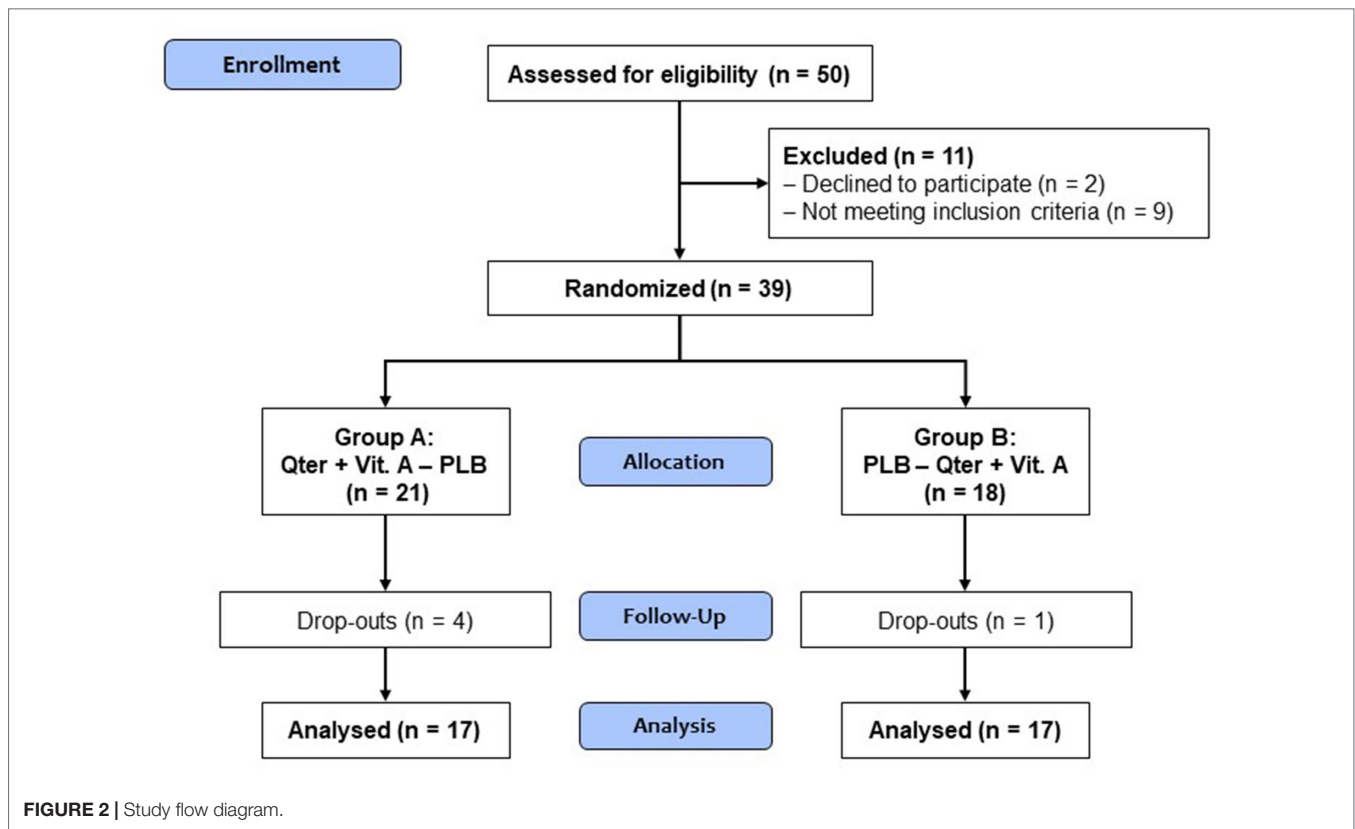 Enrollment
Assessed for eligibility (n = 50)
Excluded (n = 11)
– Declined to participate (n = 2)
– Not meeting inclusion criteria (n = 9)
Randomized (n = 39)
Group A:
Qter + Vit. A – PLB
(n = 21)
Allocation
Group B:
PLB – Qter + Vit. A
(n = 18)
Drop-outs (n = 4)
Follow-Up
Drop-outs (n = 1)
Analysed (n = 17)
Analysis
Analysed (n = 17)
FIGURE 2 | Study flow diagram.